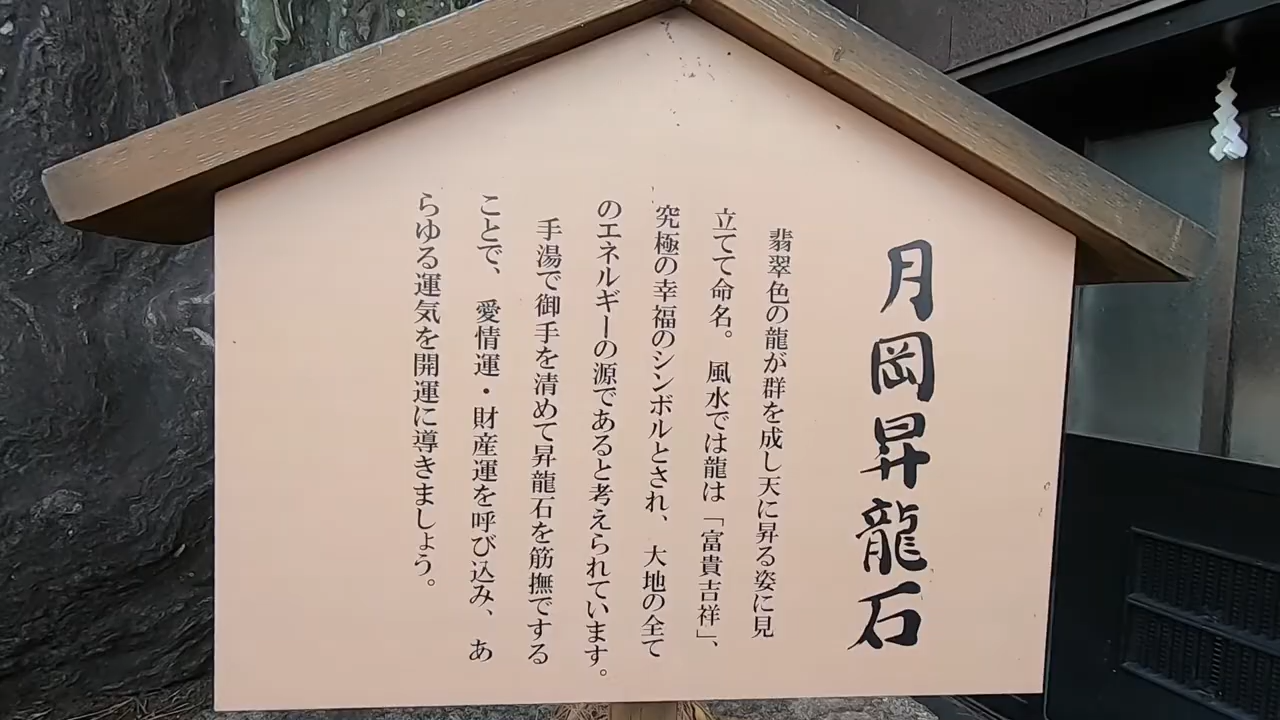 月岡昇龍石
翡翠色の龍が群を成し天に昇る姿に見
立てて命名。風水では龍は「富貴吉祥」、
究極の幸福のシンボルとされ、大地の全て
のエネルギーの源であると考えられています。
手湯で御手を清めて昇龍石を筋撫でする
ことで、愛情運・財産運を呼び込み、あ
らゆる運気を開運に導きましょう。